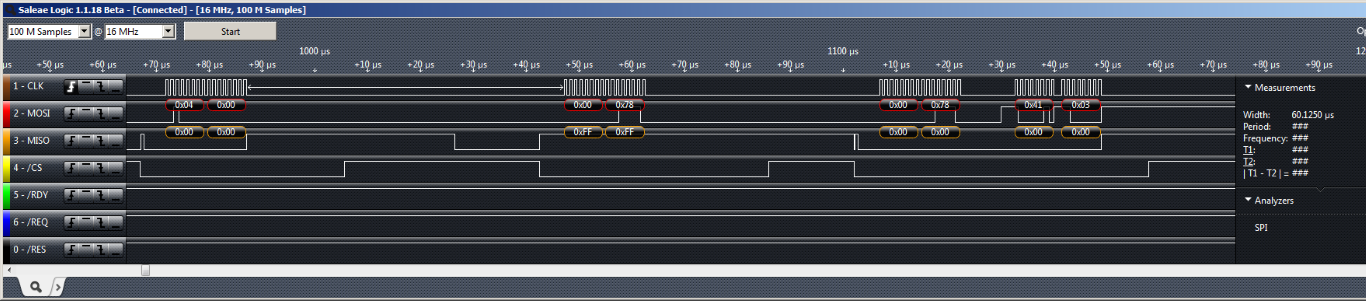 Saleae Logic 1.1.18 Beta - [Connected] - [16 MHz, 100 M Samples]
100 M Samples @ 16 MHz Start
Op
1000 µs 1100 µs 12
µs +50 µs +60 µs +70 µs +80 µs +90 µs +10 µs +20 µs +30 µs +40 µs +50 µs +60 µs +70 µs +80 µs +90 µs +10 µs +20 µs +30 µs +40 µs +50 µs +60 µs +70 µs +80 µs +90 µs
1 - CLK
0x04 0x00 0x00 0x78 0x00 0x78 0x41 0x03
2 - MOSI
0x00 0x00 0xFF 0xFF 0x00 0x00 0x00 0x00
3 - MISO
4 - /CS
5 - /RDY
6 - /REQ
0 - /RES
Measurements
Width: 60.1250 µs
Period: ###
Frequency: ###
T1: ###
T2: ###
| T1 - T2 | = ###
Analyzers
SPI